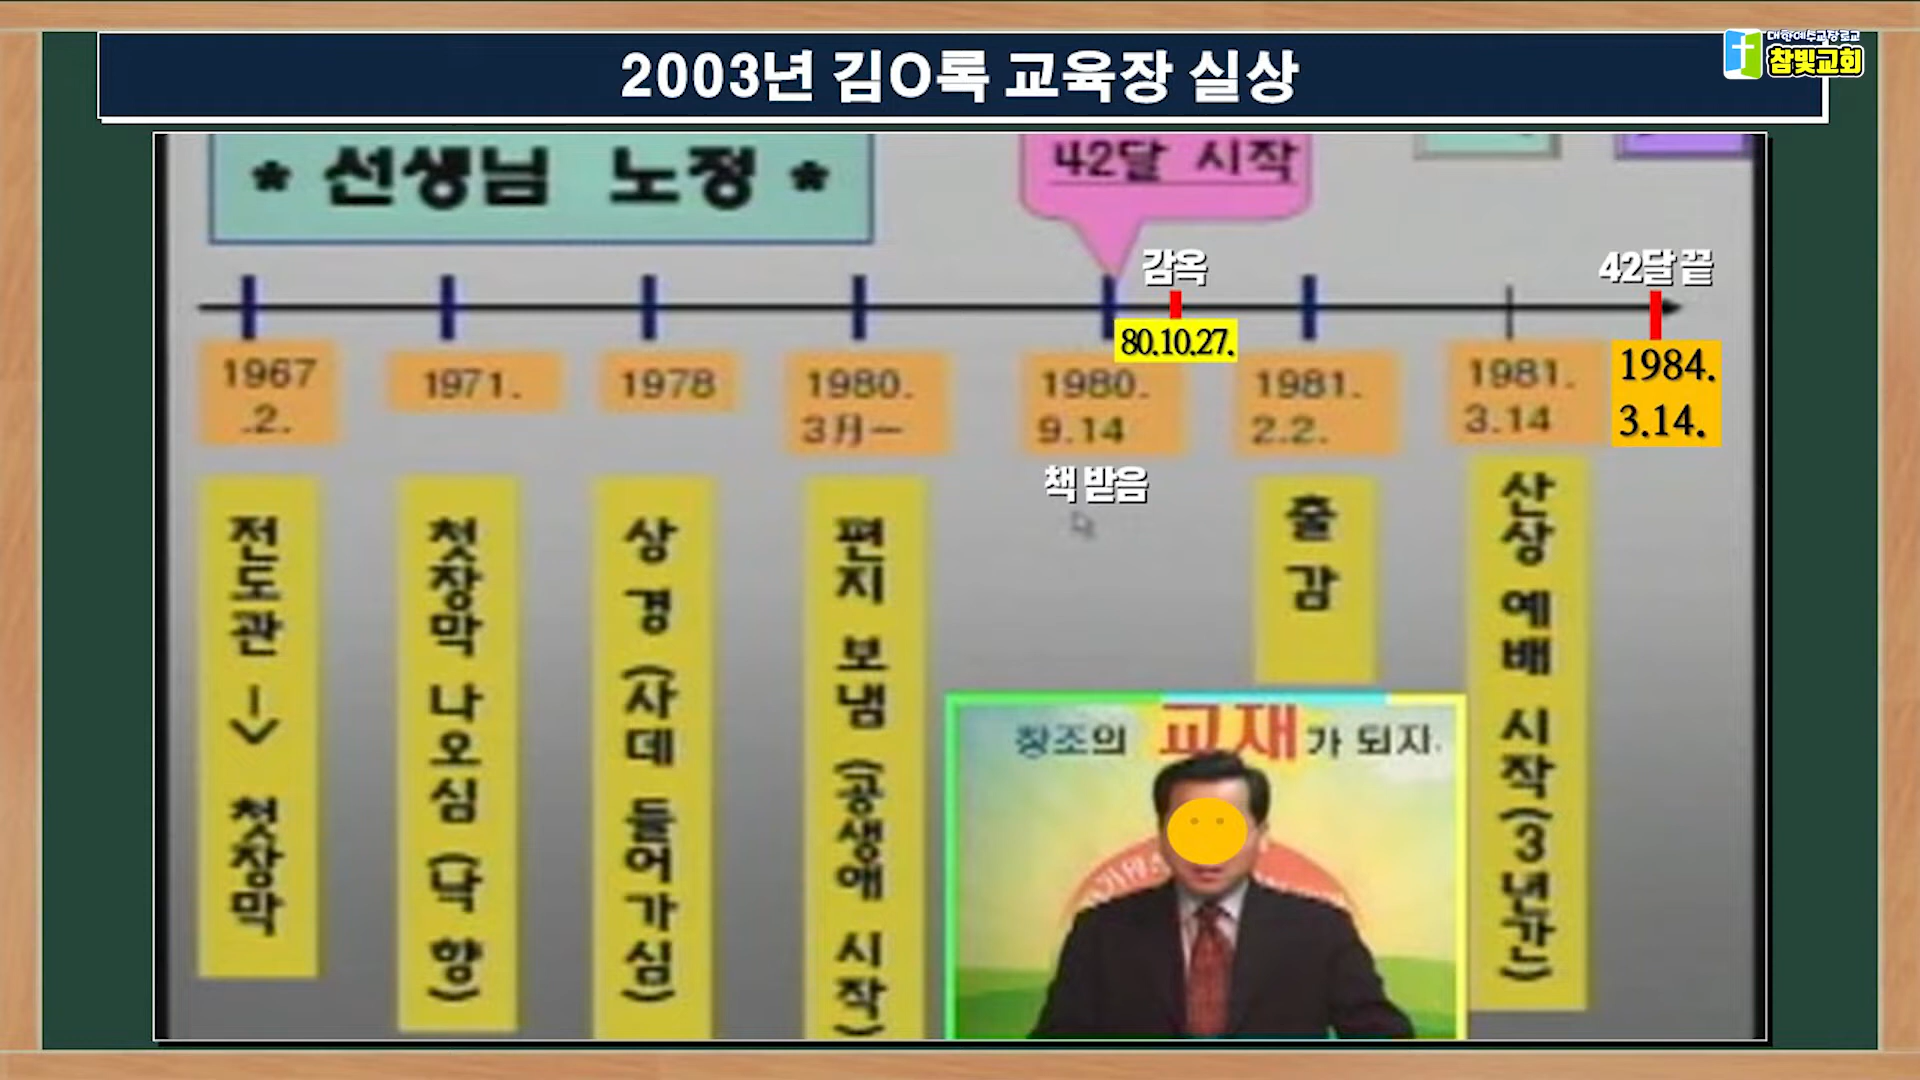 2003년 김O록 교육장 실상
대한예수교장로교
참빛교회
* 선생님 노정 *
42달 시작
감옥
42달 끝
80.10.27.
1967
.2.
1971.
1978
1980.
3月-
1980.
9.14
1981.
2.2.
1981.
3.14
1984.
3.14.
책 받음
전도관 -> 첫장막
첫장막 나오심 (낙향)
상경 (사데 들어가심)
편지 보냄 (공생애 시작)
출감
산상 예배 시작(3년간)
창조의 교재가 되자.